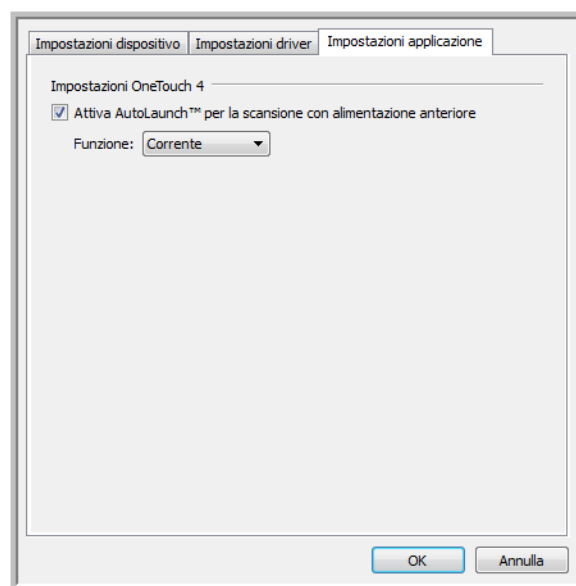 Impostazioni dispositivo Impostazioni driver Impostazioni applicazione
Impostazioni OneTouch 4
Attiva AutoLaunch™ per la scansione con alimentazione anteriore
Funzione: Corrente
OK Annulla